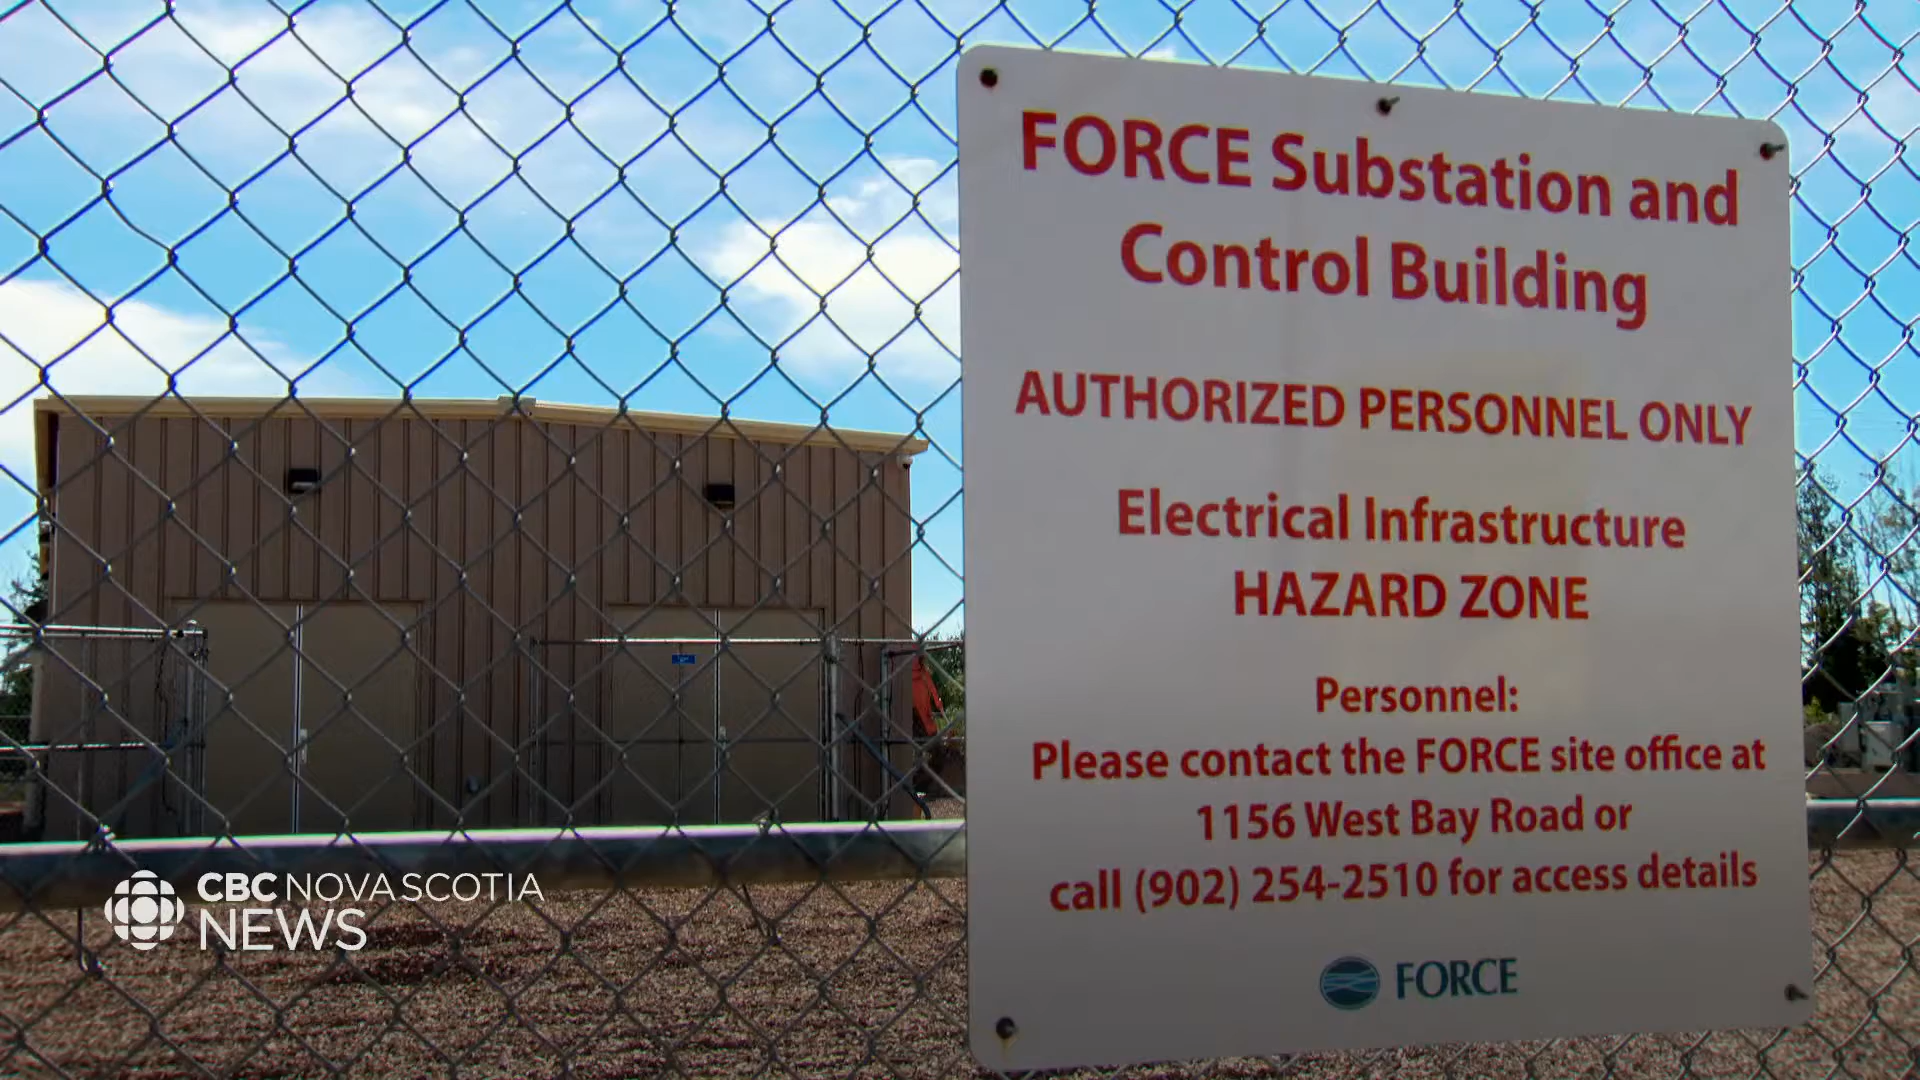 FORCE Substation and
Control Building
AUTHORIZED PERSONNEL ONLY
Electrical Infrastructure
HAZARD ZONE
Personnel:
Please contact the FORCE site office at
1156 West Bay Road or
call (902) 254-2510 for access details
FORCE
CBC NOVA SCOTIA
NEWS